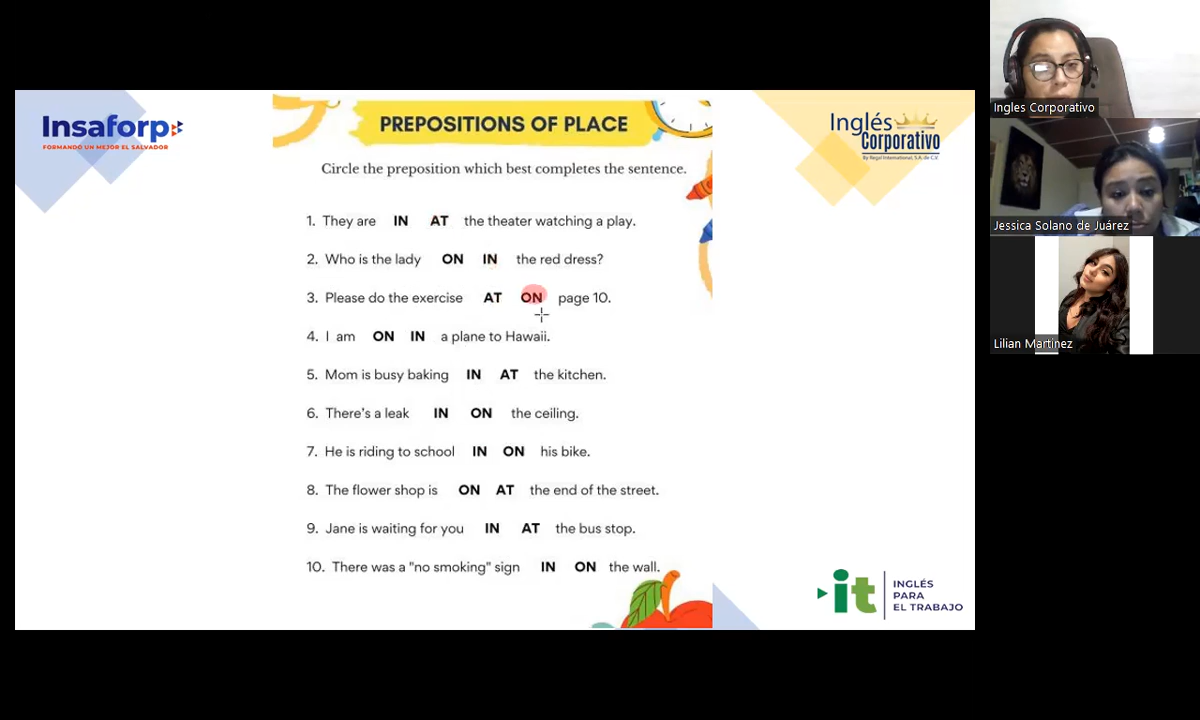 Insaforp
FORMANDO UN MEJOR EL SALVADOR
PREPOSITIONS OF PLACE
Inglés
Corporativo
By Regal International, S.A. de C.V.
Circle the preposition which best completes the sentence.
1. They are IN AT the theater watching a play.
2. Who is the lady ON IN the red dress?
3. Please do the exercise AT ON page 10.
4. I am ON IN a plane to Hawaii.
5. Mom is busy baking IN AT the kitchen.
6. There's a leak IN ON the ceiling.
7. He is riding to school IN ON his bike.
8. The flower shop is ON AT the end of the street.
9. Jane is waiting for you IN AT the bus stop.
10. There was a "no smoking" sign IN ON the wall.
it
INGLÉS
PARA
EL TRABAJO
Ingles Corporativo
Jessica Solano de Juárez
Lilian Martinez